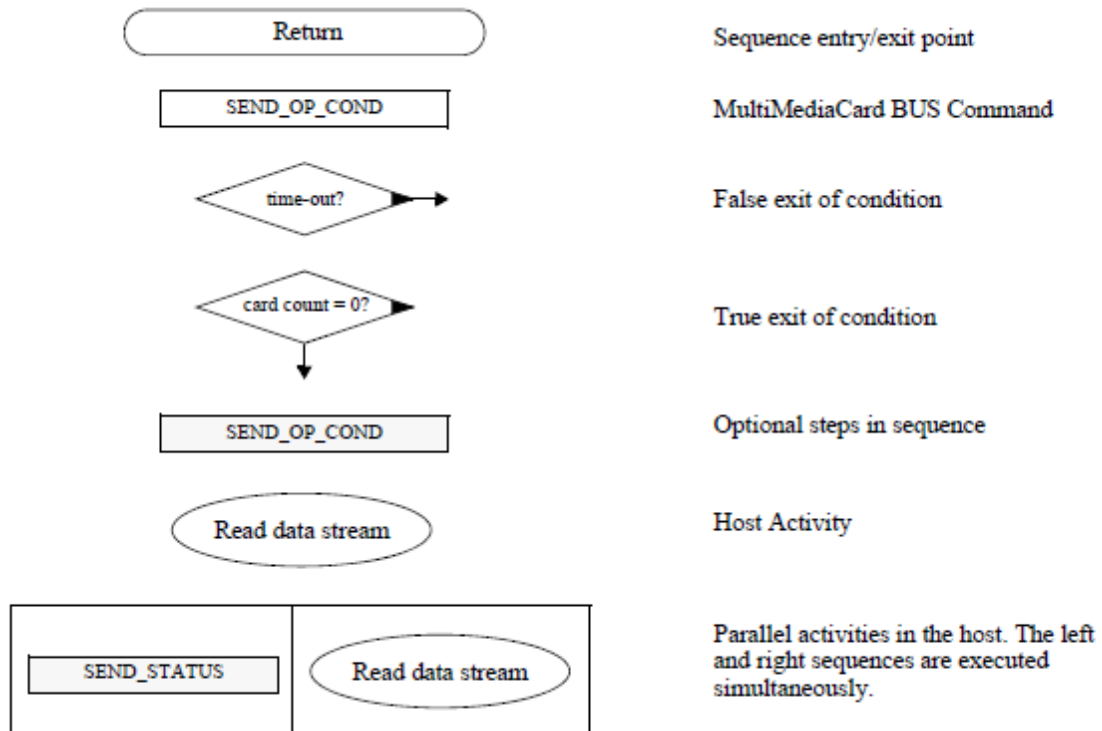 Return
Sequence entry/exit point
SEND_OP_COND
MultiMediaCard BUS Command
time-out?
False exit of condition
card count = 0?
True exit of condition
SEND_OP_COND
Optional steps in sequence
Read data stream
Host Activity
SEND_STATUS
Read data stream
Parallel activities in the host. The left
and right sequences are executed
simultaneously.